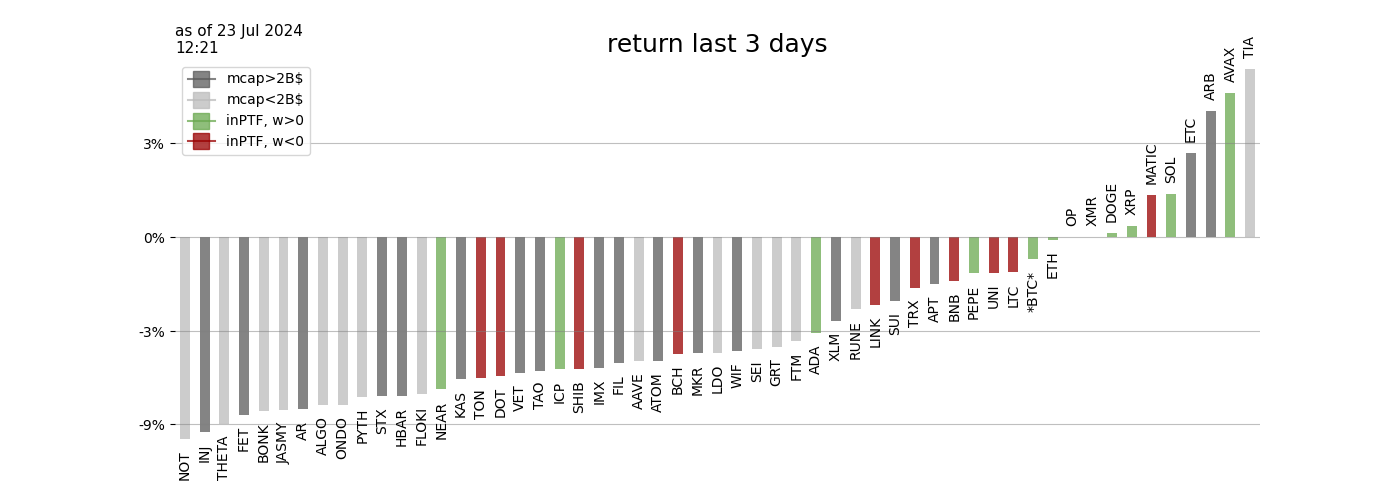 as of 23 Jul 2024
12:21
return last 3 days
mcap>2B$
mcap<2B$
inPTF, w>0
inPTF, w<0
3%
0%
-3%
-9%
NOT
INJ
THETA
FET
BONK
JASMY
AR
ALGO
ONDO
PYTH
STX
HBAR
FLOKI
NEAR
KAS
TON
DOT
VET
TAO
ICP
SHIB
IMX
FIL
AAVE
ATOM
BCH
MKR
LDO
WIF
SEI
GRT
FTM
ADA
XLM
RUNE
LINK
SUI
TRX
APT
BNB
PEPE
UNI
LTC
*BTC*
ETH
OP
XMR
DOGE
XRP
MATIC
SOL
ETC
ARB
AVAX
TIA